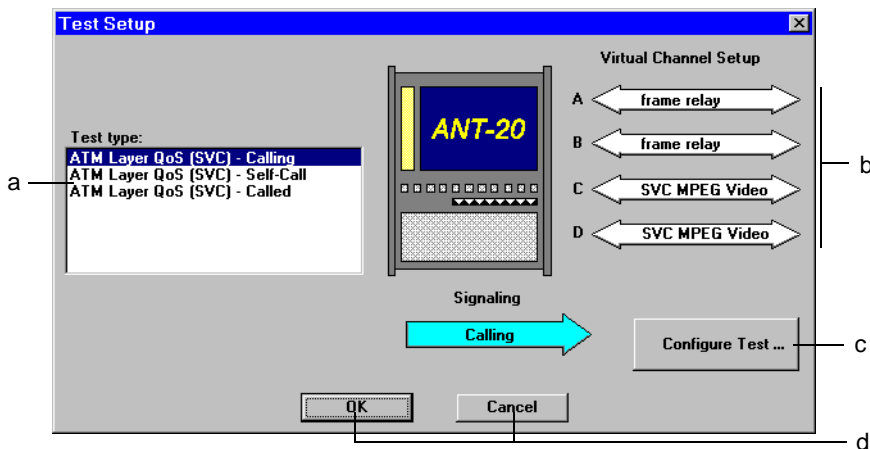 Test Setup
Virtual Channel Setup
ANT-20
A frame relay
B frame relay
C SVC MPEG Video
D SVC MPEG Video
b
Test type:
ATM Layer QoS (SVC) - Calling
ATM Layer QoS (SVC) - Self-Call
ATM Layer QoS (SVC) - Called
a
Signaling
Calling
Configure Test ...
c
OK
Cancel
d